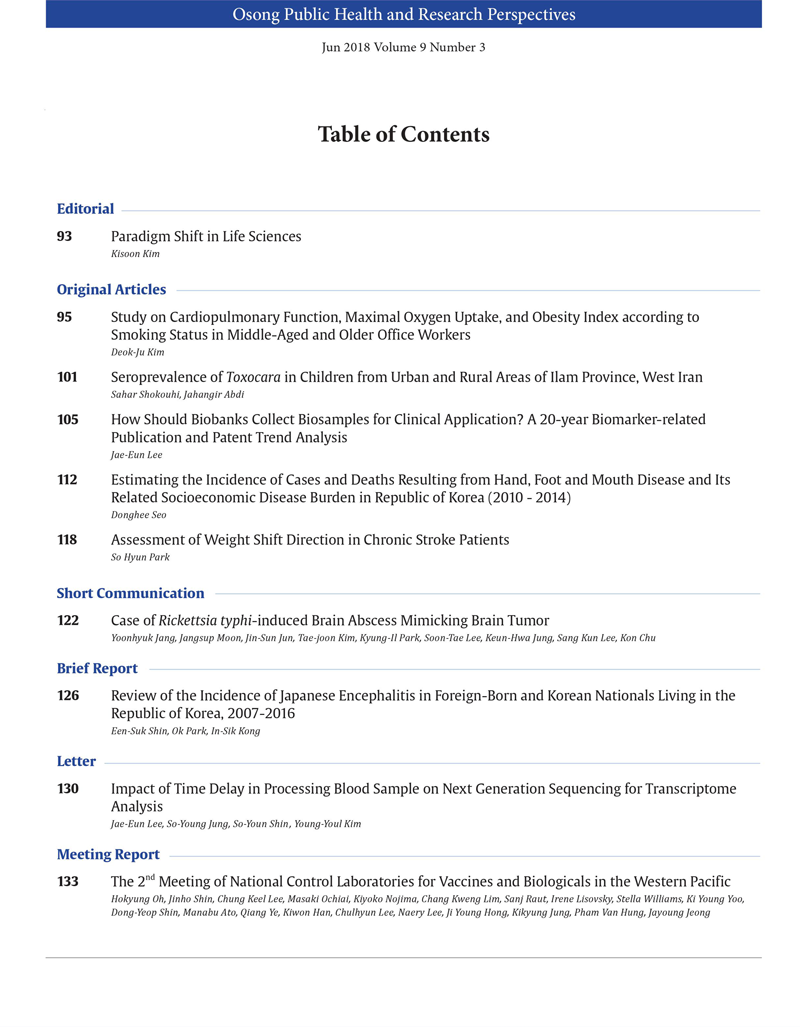 Osong Public Health and Research Perspectives
Jun 2018 Volume 9 Number 3
Table of Contents
Editorial
93 Paradigm Shift in Life Sciences
Kisoon Kim
Original Articles
95 Study on Cardiopulmonary Function, Maximal Oxygen Uptake, and Obesity Index according to
Smoking Status in Middle-Aged and Older Office Workers
Deok-Ju Kim
101 Seroprevalence of Toxocara in Children from Urban and Rural Areas of Ilam Province, West Iran
Sahar Shokouhi, Jahangir Abdi
105 How Should Biobanks Collect Biosamples for Clinical Application? A 20-year Biomarker-related
Publication and Patent Trend Analysis
Jae-Eun Lee
112 Estimating the Incidence of Cases and Deaths Resulting from Hand, Foot and Mouth Disease and Its
Related Socioeconomic Disease Burden in Republic of Korea (2010 - 2014)
Donghee Seo
118 Assessment of Weight Shift Direction in Chronic Stroke Patients
So Hyun Park
Short Communication
122 Case of Rickettsia typhi-induced Brain Abscess Mimicking Brain Tumor
Yoonhyuk Jang, Jangsup Moon, Jin-Sun Jun, Tae-joon Kim, Kyung-Il Park, Soon-Tae Lee, Keun-Hwa Jung, Sang Kun Lee, Kon Chu
Brief Report
126 Review of the Incidence of Japanese Encephalitis in Foreign-Born and Korean Nationals Living in the
Republic of Korea, 2007-2016
Een-Suk Shin, Ok Park, In-Sik Kong
Letter
130 Impact of Time Delay in Processing Blood Sample on Next Generation Sequencing for Transcriptome
Analysis
Jae-Eun Lee, So-Young Jung, So-Youn Shin, Young-Youl Kim
Meeting Report
133 The 2nd Meeting of National Control Laboratories for Vaccines and Biologicals in the Western Pacific
Hokyung Oh, Jinho Shin, Chung Keel Lee, Masaki Ochiai, Kiyoko Nojima, Chang Kweng Lim, Sanj Raut, Irene Lisovsky, Stella Williams, Ki Young Yoo,
Dong-Yeop Shin, Manabu Ato, Qiang Ye, Kiwon Han, Chulhyun Lee, Naery Lee, Ji Young Hong, Kikyung Jung, Pham Van Hung, Jayoung Jeong